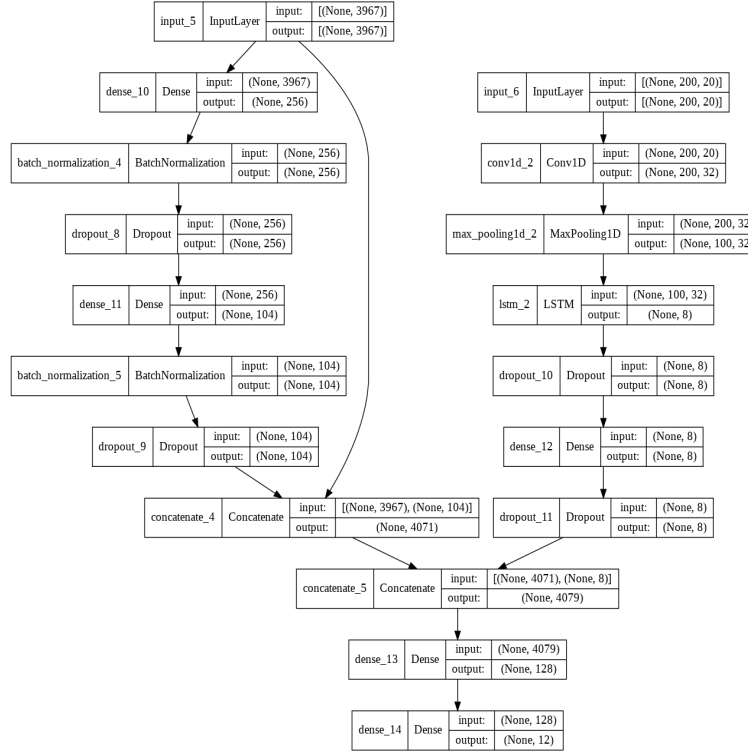 input_5 InputLayer input: [(None, 3967)]
output: [(None, 3967)]
dense_10 Dense input: (None, 3967)
output: (None, 256)
input_6 InputLayer input: [(None, 200, 20)]
output: [(None, 200, 20)]
batch_normalization_4 BatchNormalization input: (None, 256)
output: (None, 256)
conv1d_2 Conv1D input: (None, 200, 20)
output: (None, 200, 32)
dropout_8 Dropout input: (None, 256)
output: (None, 256)
max_pooling1d_2 MaxPooling1D input: (None, 200, 32
output: (None, 100, 32
dense_11 Dense input: (None, 256)
output: (None, 104)
lstm_2 LSTM input: (None, 100, 32)
output: (None, 8)
batch_normalization_5 BatchNormalization input: (None, 104)
output: (None, 104)
dropout_10 Dropout input: (None, 8)
output: (None, 8)
dropout_9 Dropout input: (None, 104)
output: (None, 104)
dense_12 Dense input: (None, 8)
output: (None, 8)
concatenate_4 Concatenate input: [(None, 3967), (None, 104)]
output: (None, 4071)
dropout_11 Dropout input: (None, 8)
output: (None, 8)
concatenate_5 Concatenate input: [(None, 4071), (None, 8)]
output: (None, 4079)
dense_13 Dense input: (None, 4079)
output: (None, 128)
dense_14 Dense input: (None, 128)
output: (None, 12)